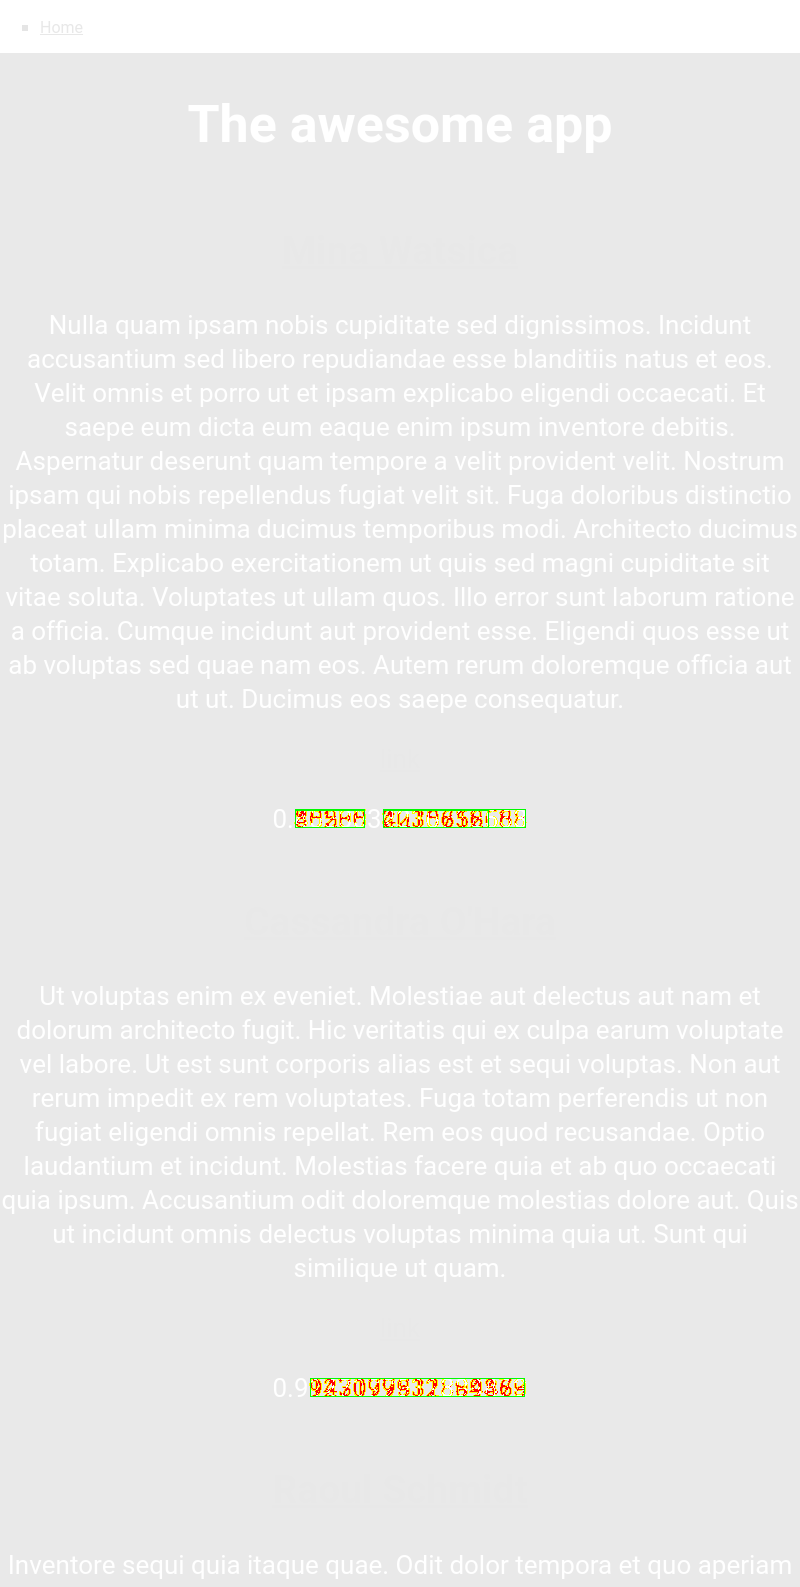 Home
The awesome app
Nulla quam ipsam nobis cupiditate sed dignissimos. Incidunt
accusantium sed libero repudiandae esse blanditiis natus et eos.
Velit omnis et porro ut et ipsam explicabo eligendi occaecati. Et
saepe eum dicta eum eaque enim ipsum inventore debitis.
Aspernatur deserunt quam tempore a velit provident velit. Nostrum
ipsam qui nobis repellendus fugiat velit sit. Fuga doloribus distinctio
placeat ullam minima ducimus temporibus modi. Architecto ducimus
totam. Explicabo exercitationem ut quis sed magni cupiditate sit
vitae soluta. Voluptates ut ullam quos. Illo error sunt laborum ratione
a officia. Cumque incidunt aut provident esse. Eligendi quos esse ut
ab voluptas sed quae nam eos. Autem rerum doloremque officia aut
ut ut. Ducimus eos saepe consequatur.
Ut voluptas enim ex eveniet. Molestiae aut delectus aut nam et
dolorum architecto fugit. Hic veritatis qui ex culpa earum voluptate
vel labore. Ut est sunt corporis alias est et sequi voluptas. Non aut
rerum impedit ex rem voluptates. Fuga totam perferendis ut non
fugiat eligendi omnis repellat. Rem eos quod recusandae. Optio
laudantium et incidunt. Molestias facere quia et ab quo occaecati
quia ipsum. Accusantium odit doloremque molestias dolore aut. Quis
ut incidunt omnis delectus voluptas minima quia ut. Sunt qui
similique ut quam.
Inventore sequi quia itaque quae. Odit dolor tempora et quo aperiam